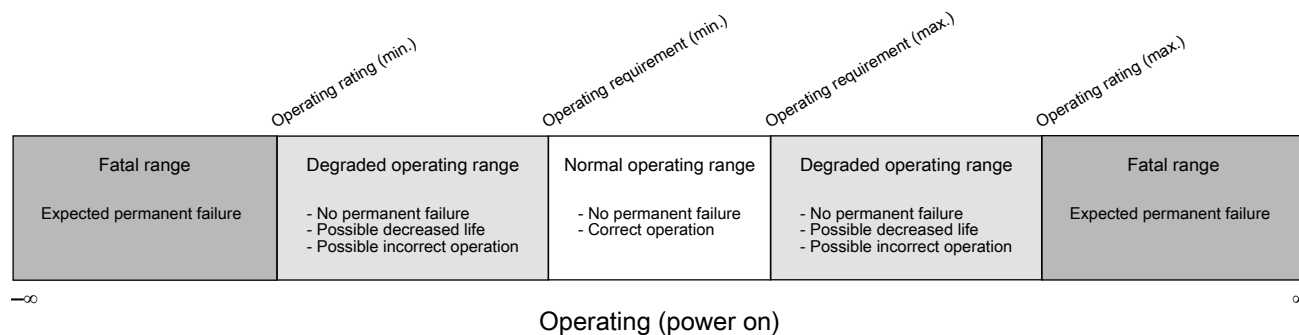 Operating rating (min.)
Operating requirement (min.)
Operating requirement (max.)
Operating rating (max.)
Fatal range
Expected permanent failure
Degraded operating range
- No permanent failure
- Possible decreased life
- Possible incorrect operation
Normal operating range
- No permanent failure
- Correct operation
Degraded operating range
- No permanent failure
- Possible decreased life
- Possible incorrect operation
Fatal range
Expected permanent failure
–∞
Operating (power on)